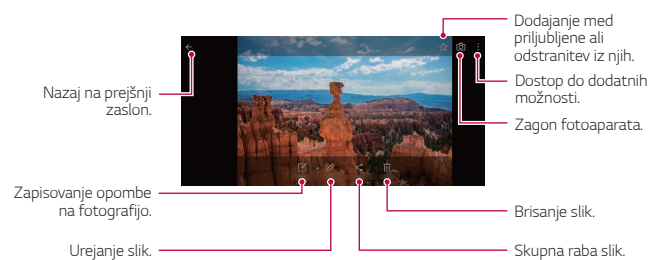 Dodajanje med
priljubljene ali
odstranitev iz njih.
Nazaj na prejšnji
zaslon.
Dostop do dodatnih
možnosti.
Zagon fotoaparata.
Zapisovanje opombe
na fotografijo.
Brisanje slik.
Urejanje slik.
Skupna raba slik.